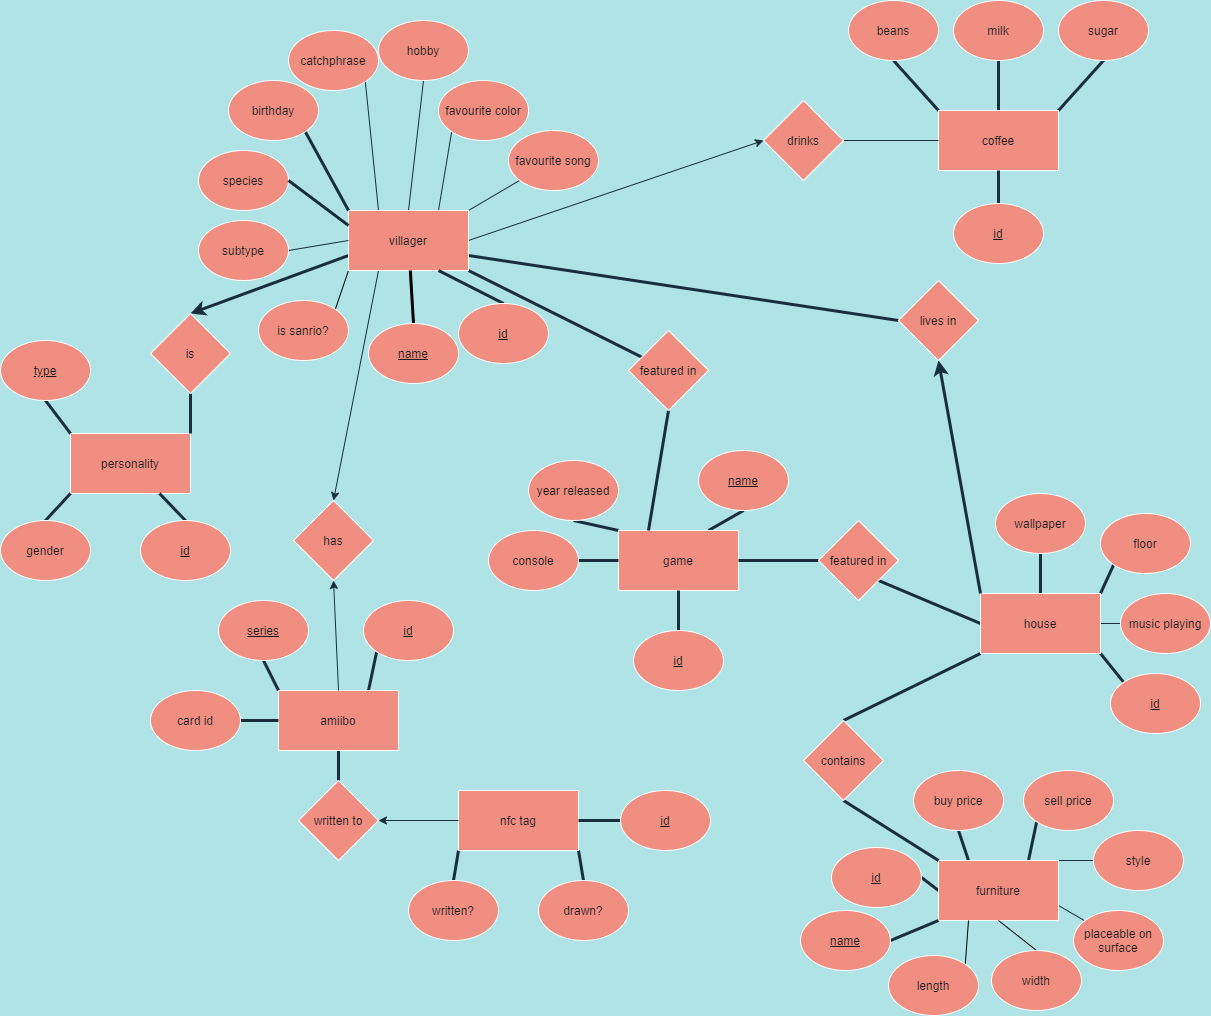 beans
milk
sugar
hobby
catchphrase
birthday
favourite color
drinks
coffee
favourite song
species
villager
subtype
id
is sanrio?
name
id
lives in
is
type
featured in
personality
year released
name
gender
id
has
console
game
featured in
wallpaper
floor
house
music playing
series
id
id
id
card id
amiibo
contains
written to
nfc tag
id
buy price
sell price
style
id
furniture
written?
drawn?
name
placeable on
surface
length
width